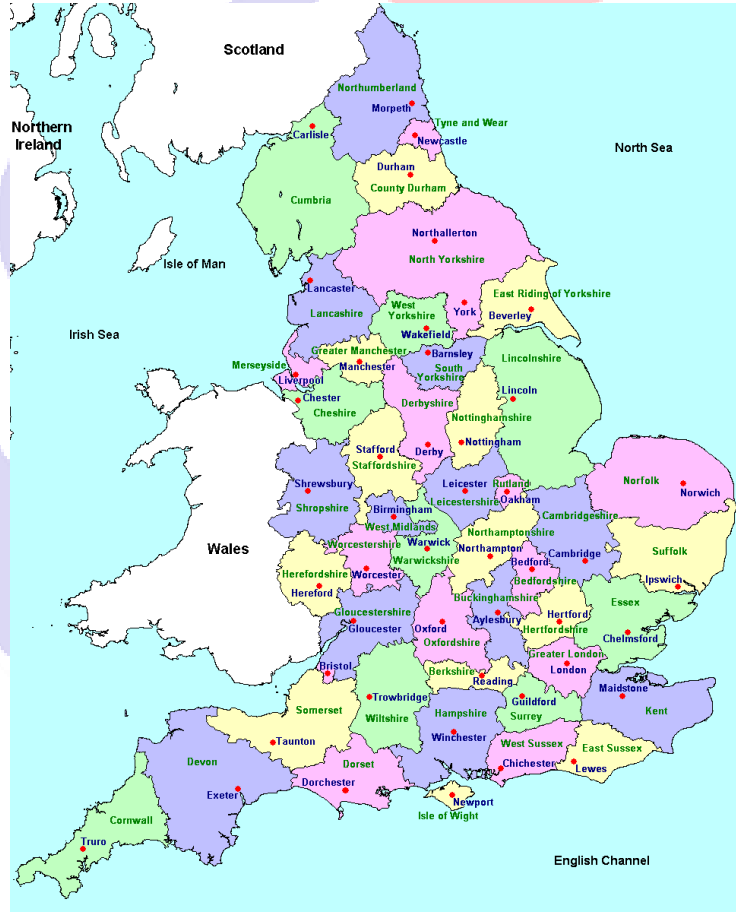 Scotland
Northumberland
Morpeth
Tyne and Wear
Northern
Ireland
Carlisle
Newcastle
North Sea
Durham
County Durham
Cumbria
Northallerton
North Yorkshire
Isle of Man
Lancaster
East Riding of Yorkshire
West
Yorkshire
York
Beverley
Lancashire
Irish Sea
Wakefield
Greater Manchester
Barnsley
Lincolnshire
Merseyside
Manchester
South
Yorkshire
Liverpool
Chester
Derbyshire
Lincoln
Cheshire
Nottinghamshire
Stafford
Derby
Nottingham
Staffordshire
Shrewsbury
Leicester
Rutland
Norfolk
Norwich
Leicestershire
Oakham
Shropshire
Birmingham
Cambridgeshire
West Midlands
Northamptonshire
Wales
Worcestershire
Warwick
Northampton
Cambridge
Suffolk
Warwickshire
Bedford
Herefordshire
Worcester
Bedfordshire
Ipswich
Hereford
Buckinghamshire
Essex
Gloucestershire
Hertford
Gloucester
Oxford
Aylesbury
Hertfordshire
Chelmsford
Oxfordshire
Greater London
Bristol
Berkshire
London
Reading
Maidstone
Trowbridge
Guildford
Somerset
Wiltshire
Hampshire
Surrey
Kent
Taunton
Winchester
West Sussex
East Sussex
Devon
Dorset
Chichester
Lewes
Exeter
Dorchester
Newport
Cornwall
Isle of Wight
Truro
English Channel